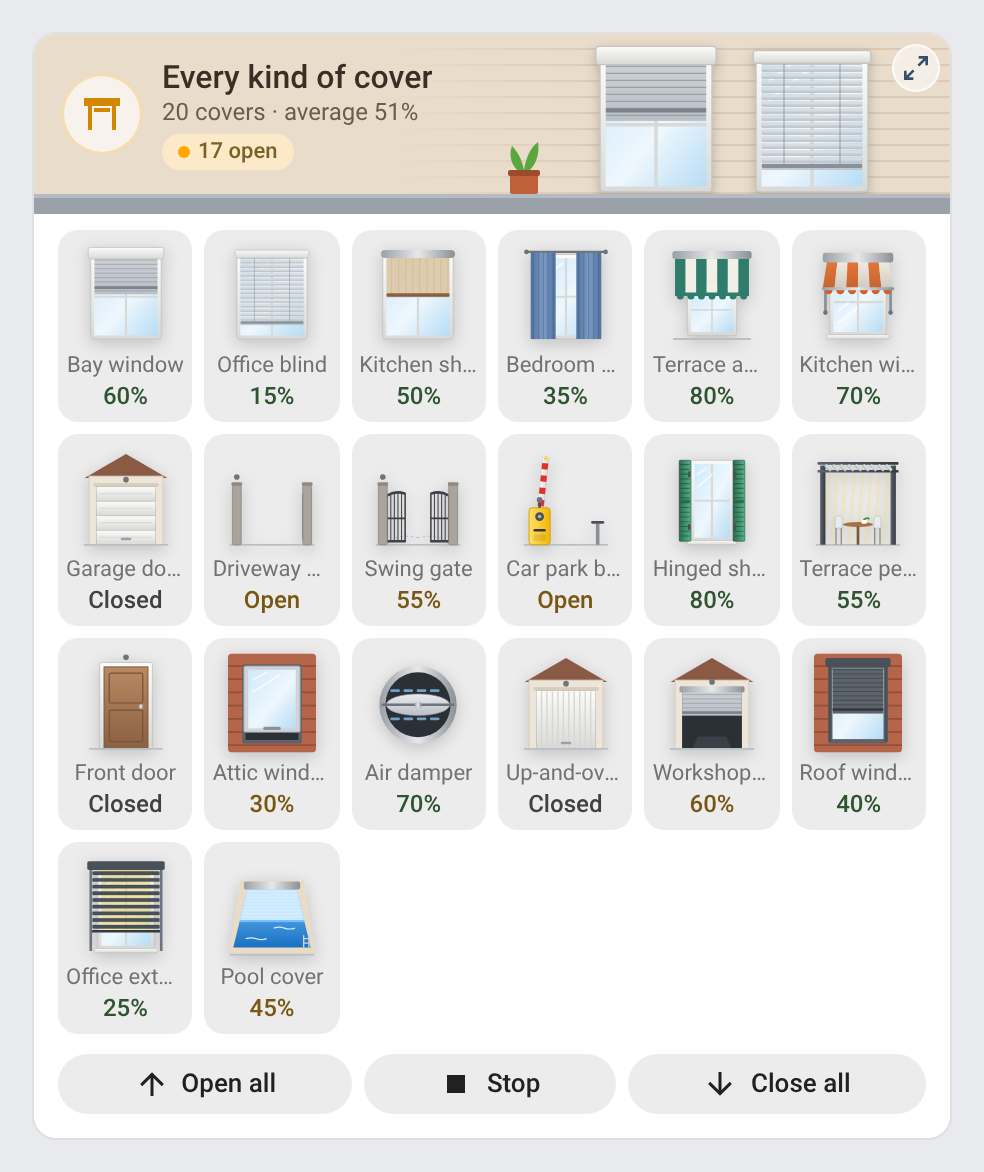 Every kind of cover
20 covers · average 51%
17 open
Bay window
60%
Office blind
15%
Kitchen sh...
50%
Bedroom ...
35%
Terrace a...
80%
Kitchen wi...
70%
Garage do...
Closed
Driveway ...
Open
Swing gate
55%
Car park b...
Open
Hinged sh...
80%
Terrace pe...
55%
Front door
Closed
Attic wind...
30%
Air damper
70%
Up-and-ov...
Closed
Workshop...
60%
Roof wind...
40%
Office ext...
25%
Pool cover
45%
Open all
Stop
Close all